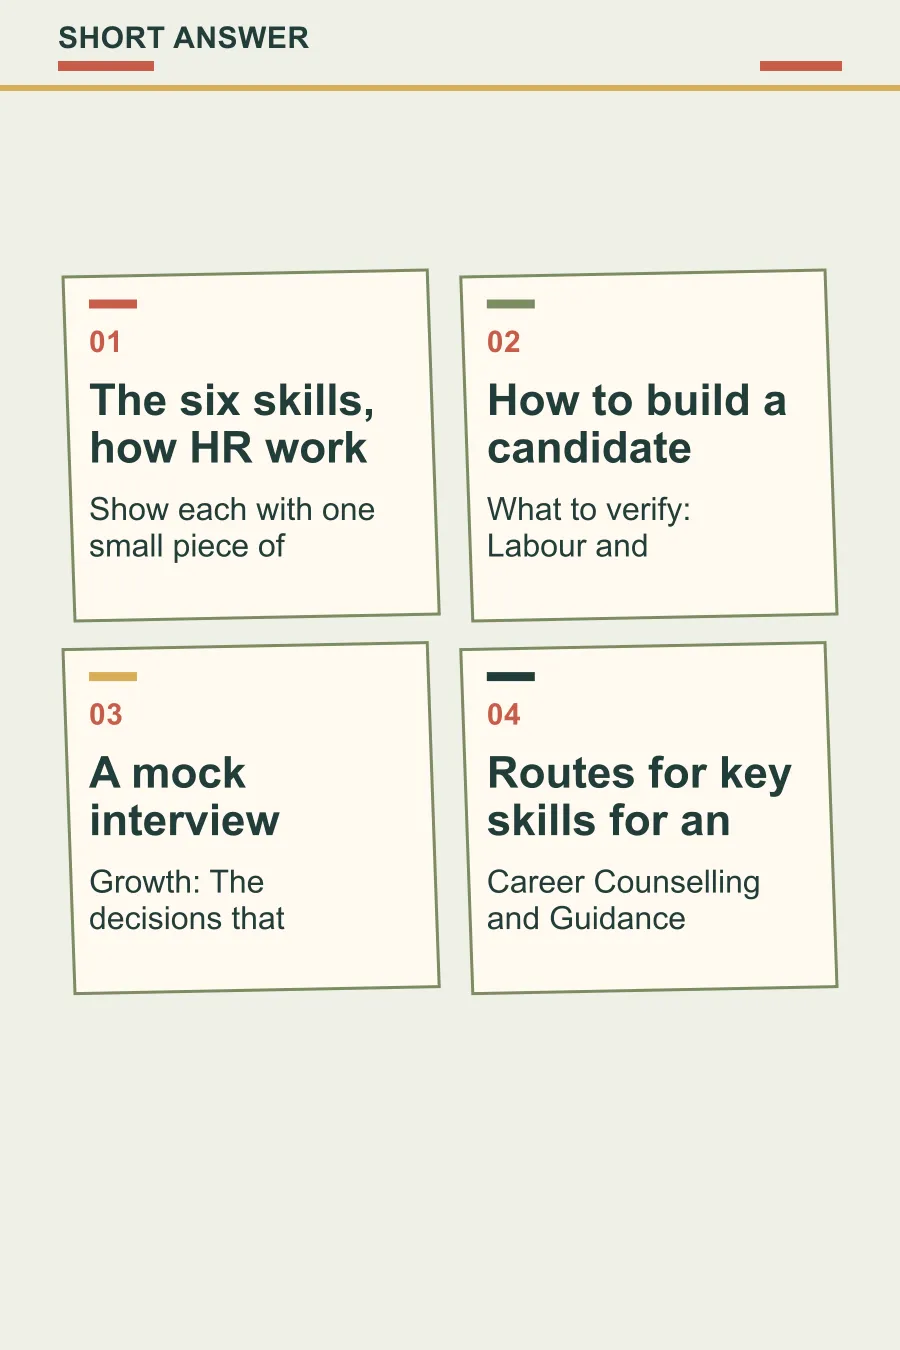 SHORT ANSWER
01
The six skills,
how HR work
Show each with one
small piece of
02
How to build a
candidate
What to verify:
Labour and
03
A mock
interview
Growth: The
decisions that
04
Routes for key
skills for an
Career Counselling
and Guidance